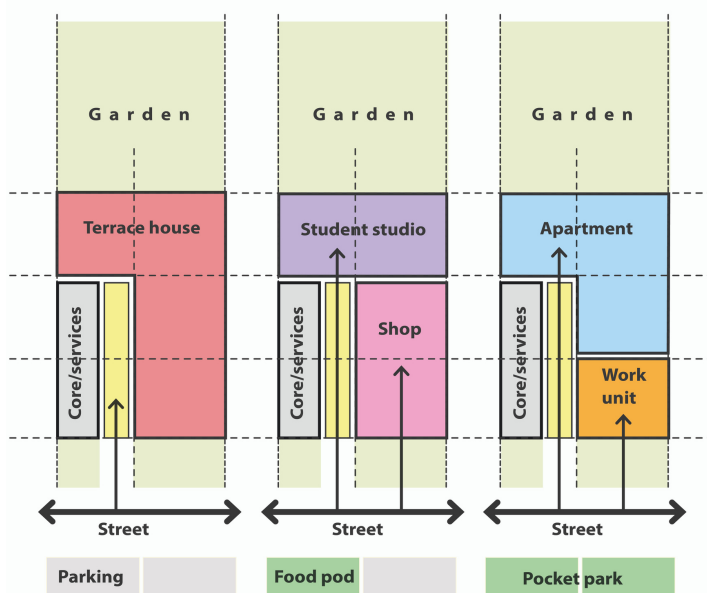 Garden
Garden
Garden
Terrace house
Student studio
Apartment
Core/services
Core/services
Shop
Core/services
Work
unit
Street
Street
Street
Parking
Food pod
Pocket park